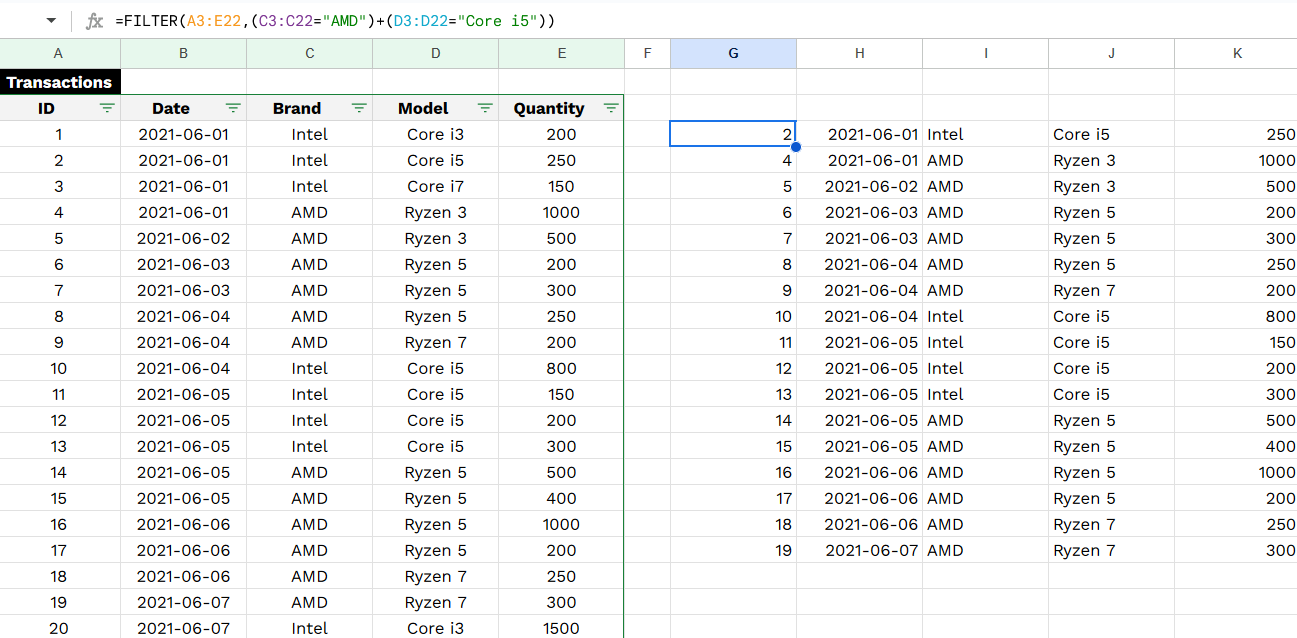 fx =FILTER(A3:E22,(C3:C22="AMD")+(D3:D22="Core i5"))
A B C D E F G H I J K
Transactions
ID Date Brand Model Quantity
1 2021-06-01 Intel Core i3 200 2 2021-06-01 Intel Core i5 250
2 2021-06-01 Intel Core i5 250 4 2021-06-01 AMD Ryzen 3 1000
3 2021-06-01 Intel Core i7 150 5 2021-06-02 AMD Ryzen 3 500
4 2021-06-01 AMD Ryzen 3 1000 6 2021-06-03 AMD Ryzen 5 200
5 2021-06-02 AMD Ryzen 3 500 7 2021-06-03 AMD Ryzen 5 300
6 2021-06-03 AMD Ryzen 5 200 8 2021-06-04 AMD Ryzen 5 250
7 2021-06-03 AMD Ryzen 5 300 9 2021-06-04 AMD Ryzen 7 200
8 2021-06-04 AMD Ryzen 5 250 10 2021-06-04 Intel Core i5 800
9 2021-06-04 AMD Ryzen 7 200 11 2021-06-05 Intel Core i5 150
10 2021-06-04 Intel Core i5 800 12 2021-06-05 Intel Core i5 200
11 2021-06-05 Intel Core i5 150 13 2021-06-05 Intel Core i5 300
12 2021-06-05 Intel Core i5 200 14 2021-06-05 AMD Ryzen 5 500
13 2021-06-05 Intel Core i5 300 15 2021-06-05 AMD Ryzen 5 400
14 2021-06-05 AMD Ryzen 5 500 16 2021-06-06 AMD Ryzen 5 1000
15 2021-06-05 AMD Ryzen 5 400 17 2021-06-06 AMD Ryzen 5 200
16 2021-06-06 AMD Ryzen 5 1000 18 2021-06-06 AMD Ryzen 7 250
17 2021-06-06 AMD Ryzen 5 200 19 2021-06-07 AMD Ryzen 7 300
18 2021-06-06 AMD Ryzen 7 250
19 2021-06-07 AMD Ryzen 7 300
20 2021-06-07 Intel Core i3 1500